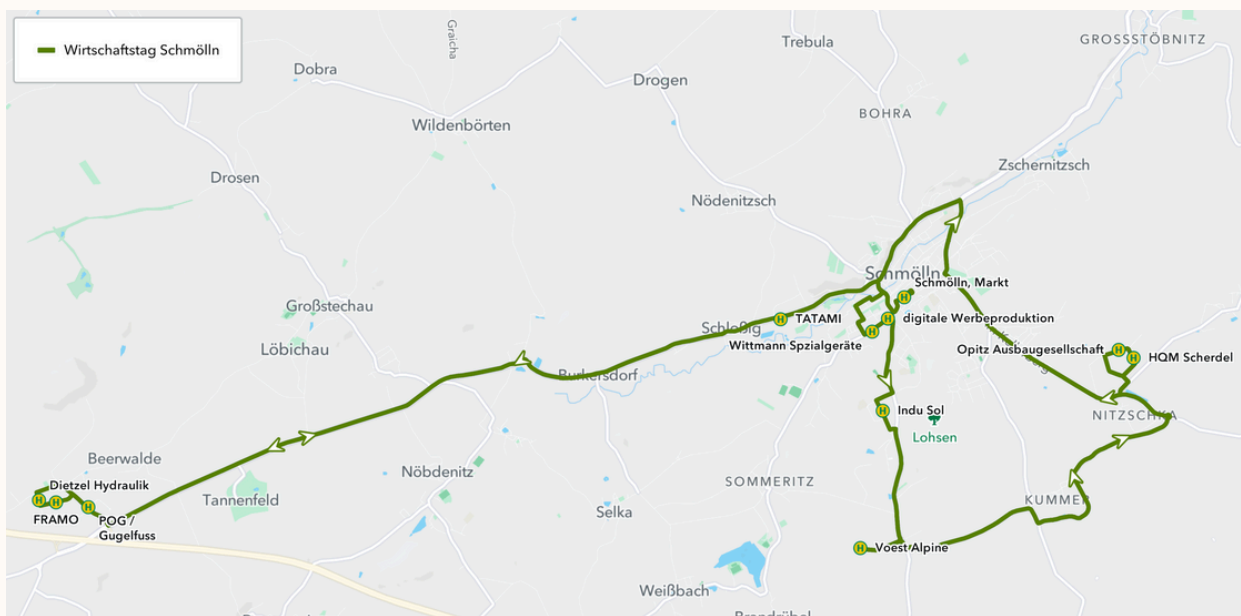 Wirtschaftstag Schmölln
Graicha
Trebula
GROSSSTÖBNITZ
Dobra
Drogen
BOHRA
Wildenbörten
Zschernitzsch
Drosen
Nödenitzsch
Schmölln
Schmölln, Markt
Großstechau
Schloßig
TATAMI
digitale Werbeproduktion
Löbichau
Wittmann Spzialgeräte
Opitz Ausbaugesellschaft
HQM Scherdel
Burkersdorf
Indu Sol
NITZSCHKA
Lohsen
Beerwalde
Nöbdenitz
Dietzel Hydraulik
Tannenfeld
SOMMERITZ
KUMMER
FRAMO
POG /
Gugelfuss
Selka
Voest Alpine
Weißbach
Brandrübel
H
H
H
H
H
H
H
H
H
H
H